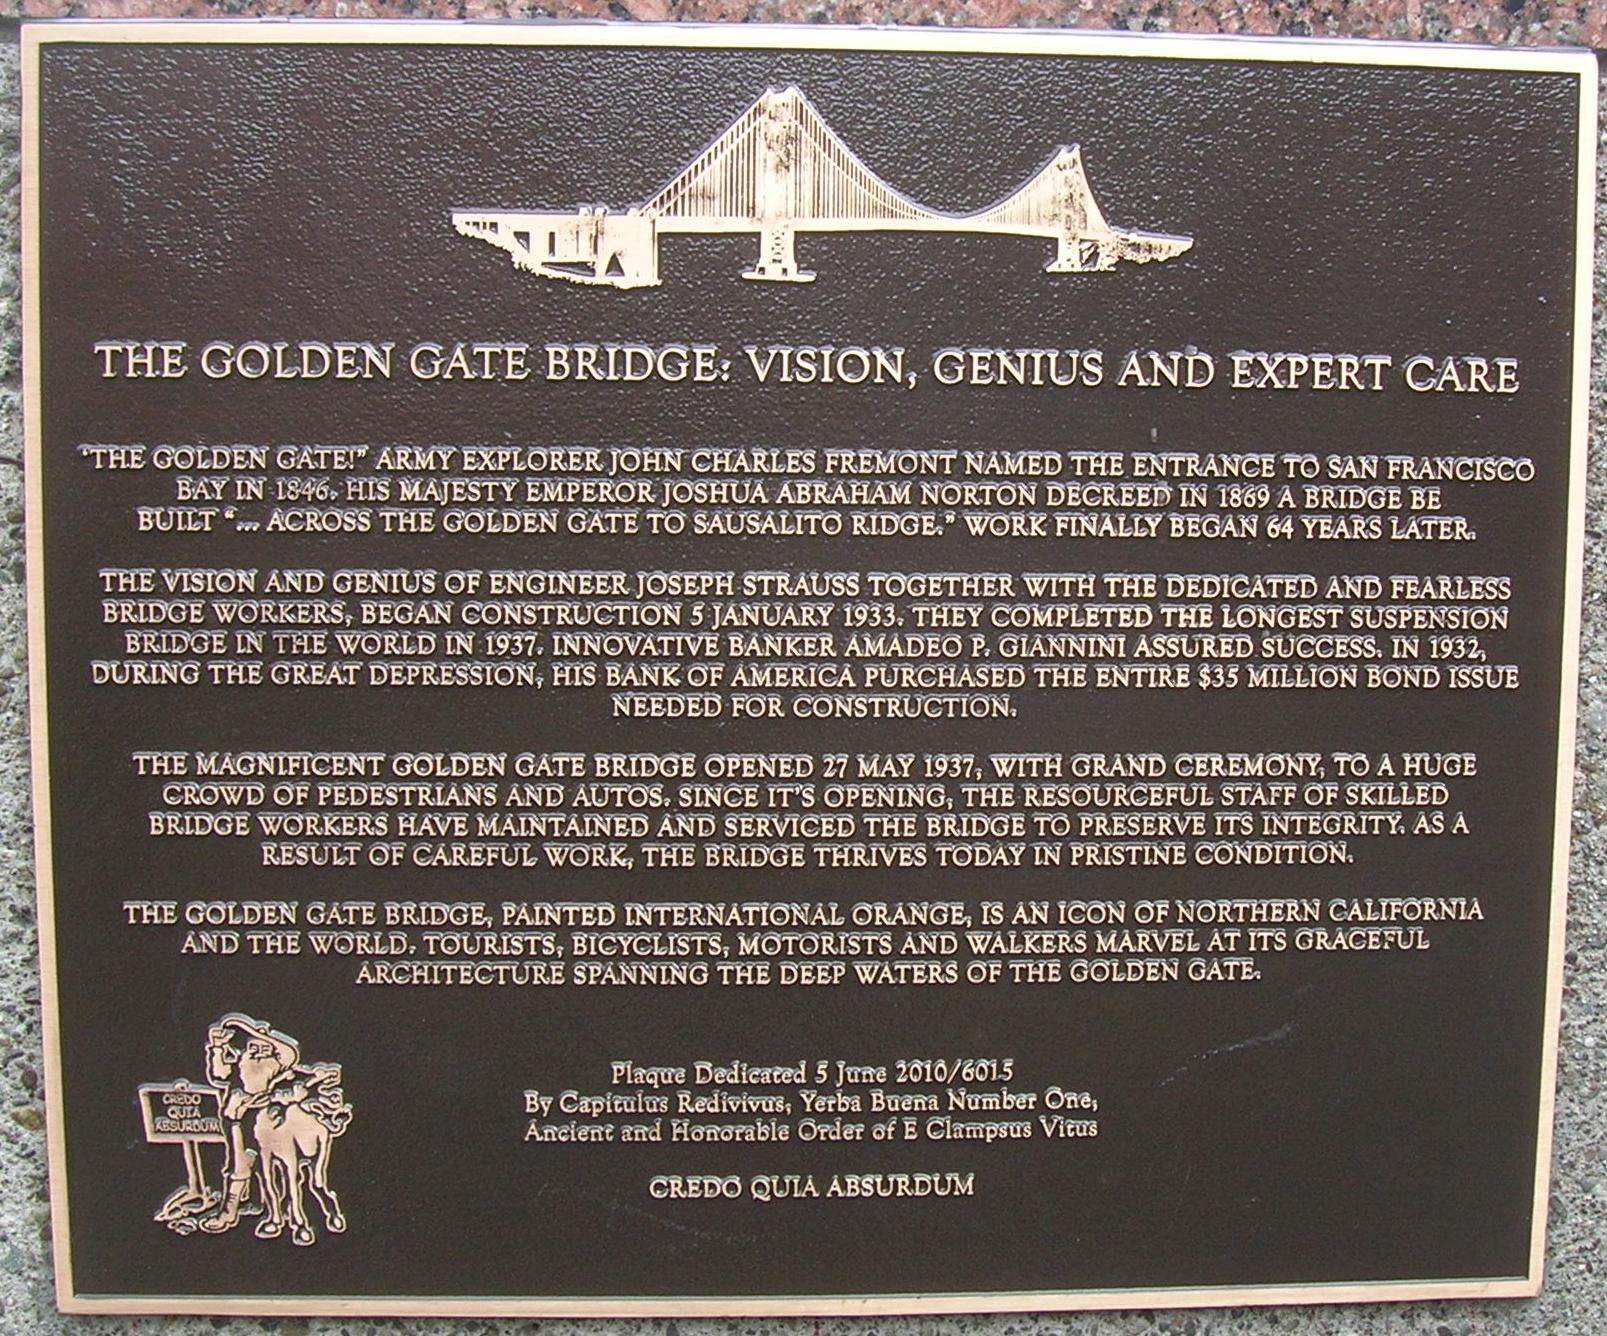 THE GOLDEN GATE BRIDGE: VISION, GENIUS AND EXPERT CARE
"THE GOLDEN GATE!" ARMY EXPLORER JOHN CHARLES FREMONT NAMED THE ENTRANCE TO SAN FRANCISCO
BAY IN 1846. HIS MAJESTY EMPEROR JOSHUA ABRAHAM NORTON DECREED IN 1869 A BRIDGE BE
BUILT "... ACROSS THE GOLDEN GATE TO SAUSALITO RIDGE." WORK FINALLY BEGAN 64 YEARS LATER.
THE VISION AND GENIUS OF ENGINEER JOSEPH STRAUSS TOGETHER WITH THE DEDICATED AND FEARLESS
BRIDGE WORKERS, BEGAN CONSTRUCTION 5 JANUARY 1933. THEY COMPLETED THE LONGEST SUSPENSION
BRIDGE IN THE WORLD IN 1937. INNOVATIVE BANKER AMADEO P. GIANNINI ASSURED SUCCESS. IN 1932,
DURING THE GREAT DEPRESSION, HIS BANK OF AMERICA PURCHASED THE ENTIRE $35 MILLION BOND ISSUE
NEEDED FOR CONSTRUCTION.
THE MAGNIFICENT GOLDEN GATE BRIDGE OPENED 27 MAY 1937, WITH GRAND CEREMONY, TO A HUGE
CROWD OF PEDESTRIANS AND AUTOS. SINCE IT'S OPENING, THE RESOURCEFUL STAFF OF SKILLED
BRIDGE WORKERS HAVE MAINTAINED AND SERVICED THE BRIDGE TO PRESERVE ITS INTEGRITY. AS A
RESULT OF CAREFUL WORK, THE BRIDGE THRIVES TODAY IN PRISTINE CONDITION.
THE GOLDEN GATE BRIDGE, PAINTED INTERNATIONAL ORANGE, IS AN ICON OF NORTHERN CALIFORNIA
AND THE WORLD. TOURISTS, BICYCLISTS, MOTORISTS AND WALKERS MARVEL AT ITS GRACEFUL
ARCHITECTURE SPANNING THE DEEP WATERS OF THE GOLDEN GATE.
CREDO
QUIA
ABSURDUM
Plaque Dedicated 5 June 2010/6015
By Capitulus Redivivus, Yerba Buena Number One,
Ancient and Honorable Order of E Clampsus Vitus
CREDO QUIA ABSURDUM